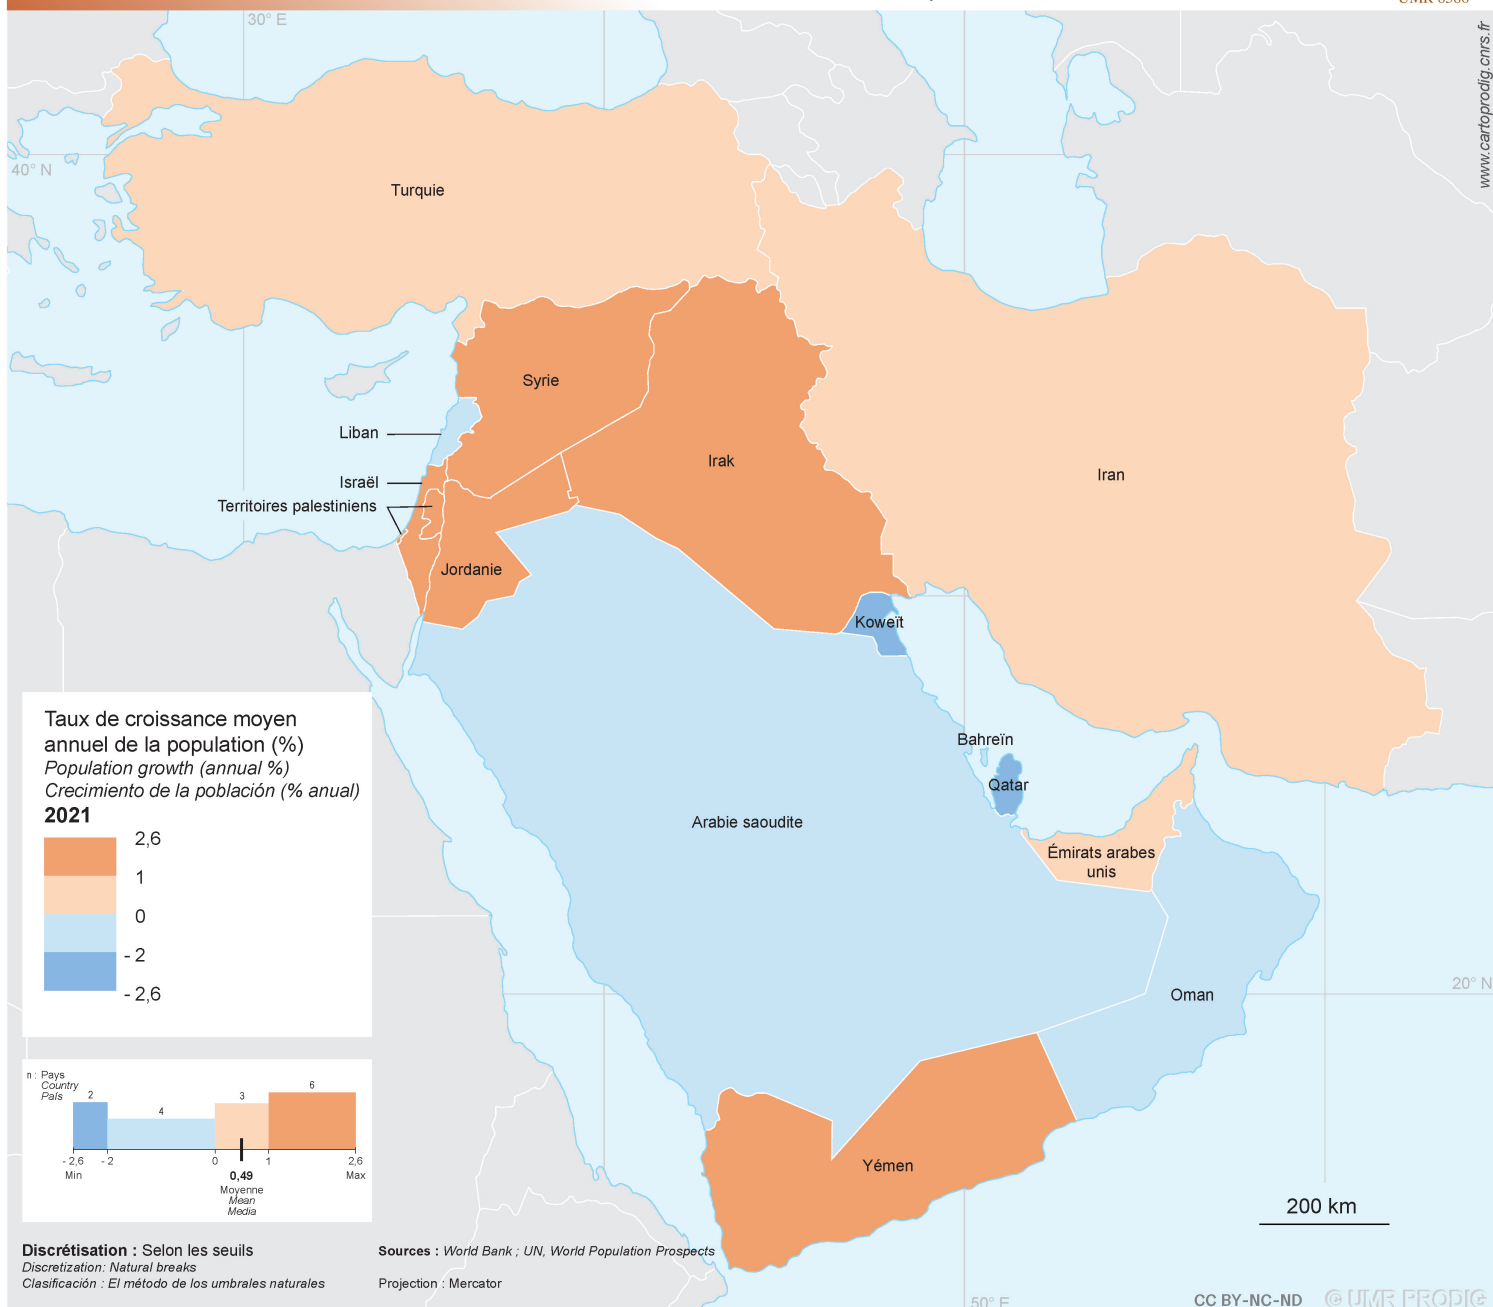 30° E
www.cartoprodig.cnrs.fr
40° N
Turquie
Syrie
Liban
Irak
Iran
Israël
Territoires palestiniens
Jordanie
Koweït
Bahreïn
Qatar
Arabie saoudite
Émirats arabes
unis
Oman
20° N
Yémen
Taux de croissance moyen
annuel de la population (%)
Population growth (annual %)
Crecimiento de la población (% anual)
2021
2,6
1
0
- 2
- 2,6
n : Pays
Country
País
2
4
3
6
- 2,6
- 2
0
1
2,6
Min
0,49
Max
Moyenne
Mean
Media
200 km
Discrétisation : Selon les seuils
Discretization: Natural breaks
Clasificación : El método de los umbrales naturales
Sources : World Bank ; UN, World Population Prospects
Projection : Mercator
50° E
CC BY-NC-ND
© UMR PRODIG